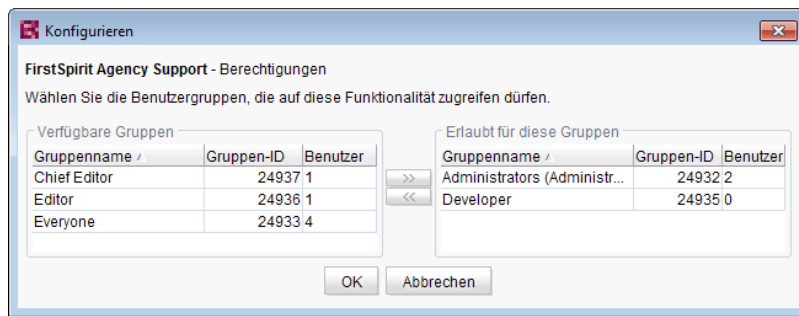 Konfigurieren
FirstSpirit Agency Support - Berechtigungen
Wählen Sie die Benutzergruppen, die auf diese Funktionalität zugreifen dürfen.
Verfügbare Gruppen
Gruppenname Gruppen-ID Benutzer
Chief Editor 24937 1
Editor 24936 1
Everyone 24933 4
>>
<<
Erlaubt für diese Gruppen
Gruppenname Gruppen-ID Benutzer
Administrators (Administr... 24932 2
Developer 24935 0
OK Abbrechen